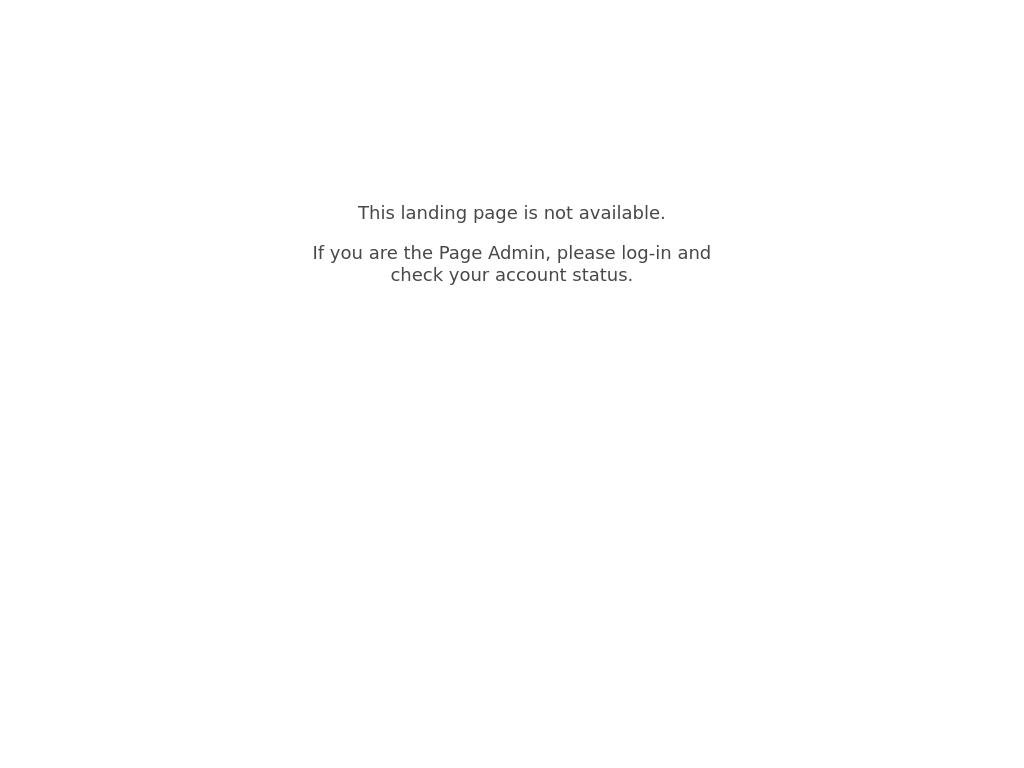 This landing page is not available.
If you are the Page Admin, please log-in and
check your account status.